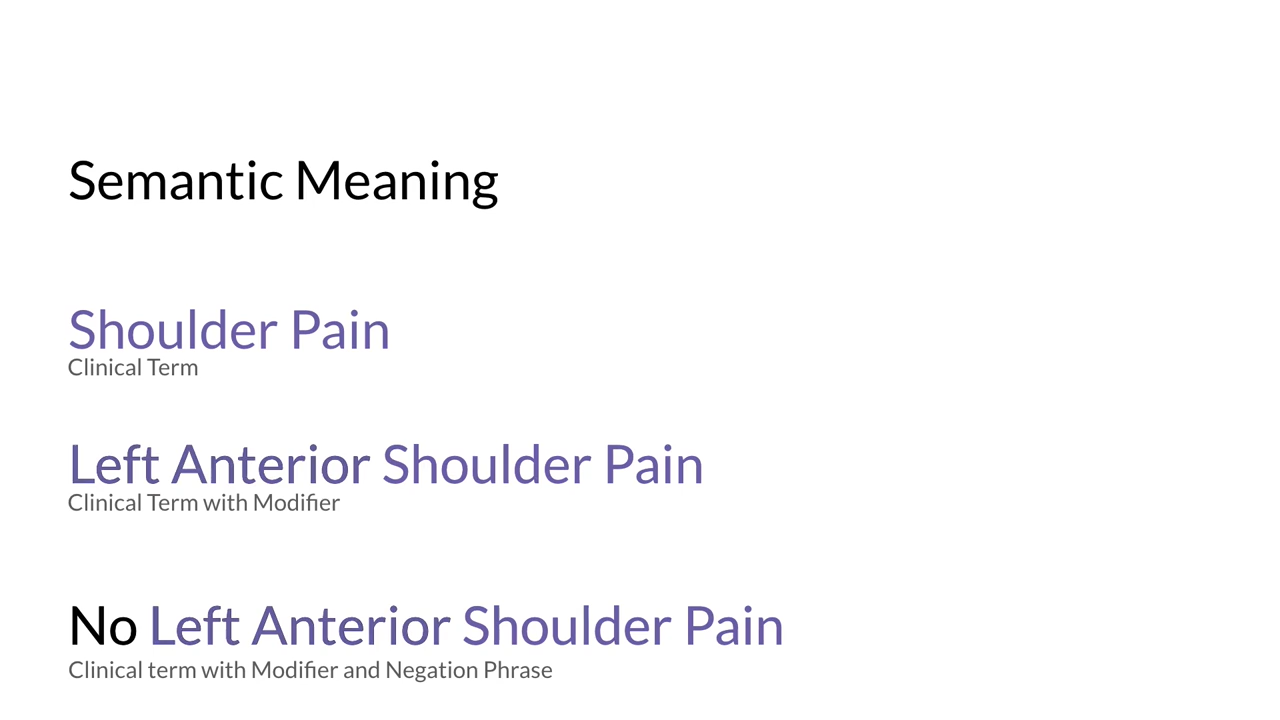 Semantic Meaning
Shoulder Pain
Clinical Term
Left Anterior Shoulder Pain
Clinical Term with Modifier
No Left Anterior Shoulder Pain
Clinical term with Modifier and Negation Phrase